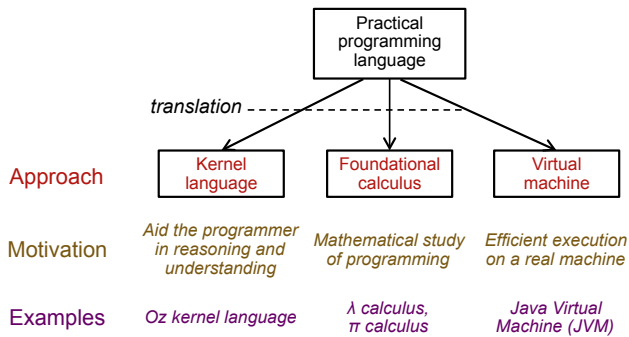 Practical
programming
language
translation
Approach
Kernel
language
Foundational
calculus
Virtual
machine
Motivation
Aid the programmer
in reasoning and
understanding
Mathematical study
of programming
Efficient execution
on a real machine
Examples
Oz kernel language
λ calculus,
π calculus
Java Virtual
Machine (JVM)